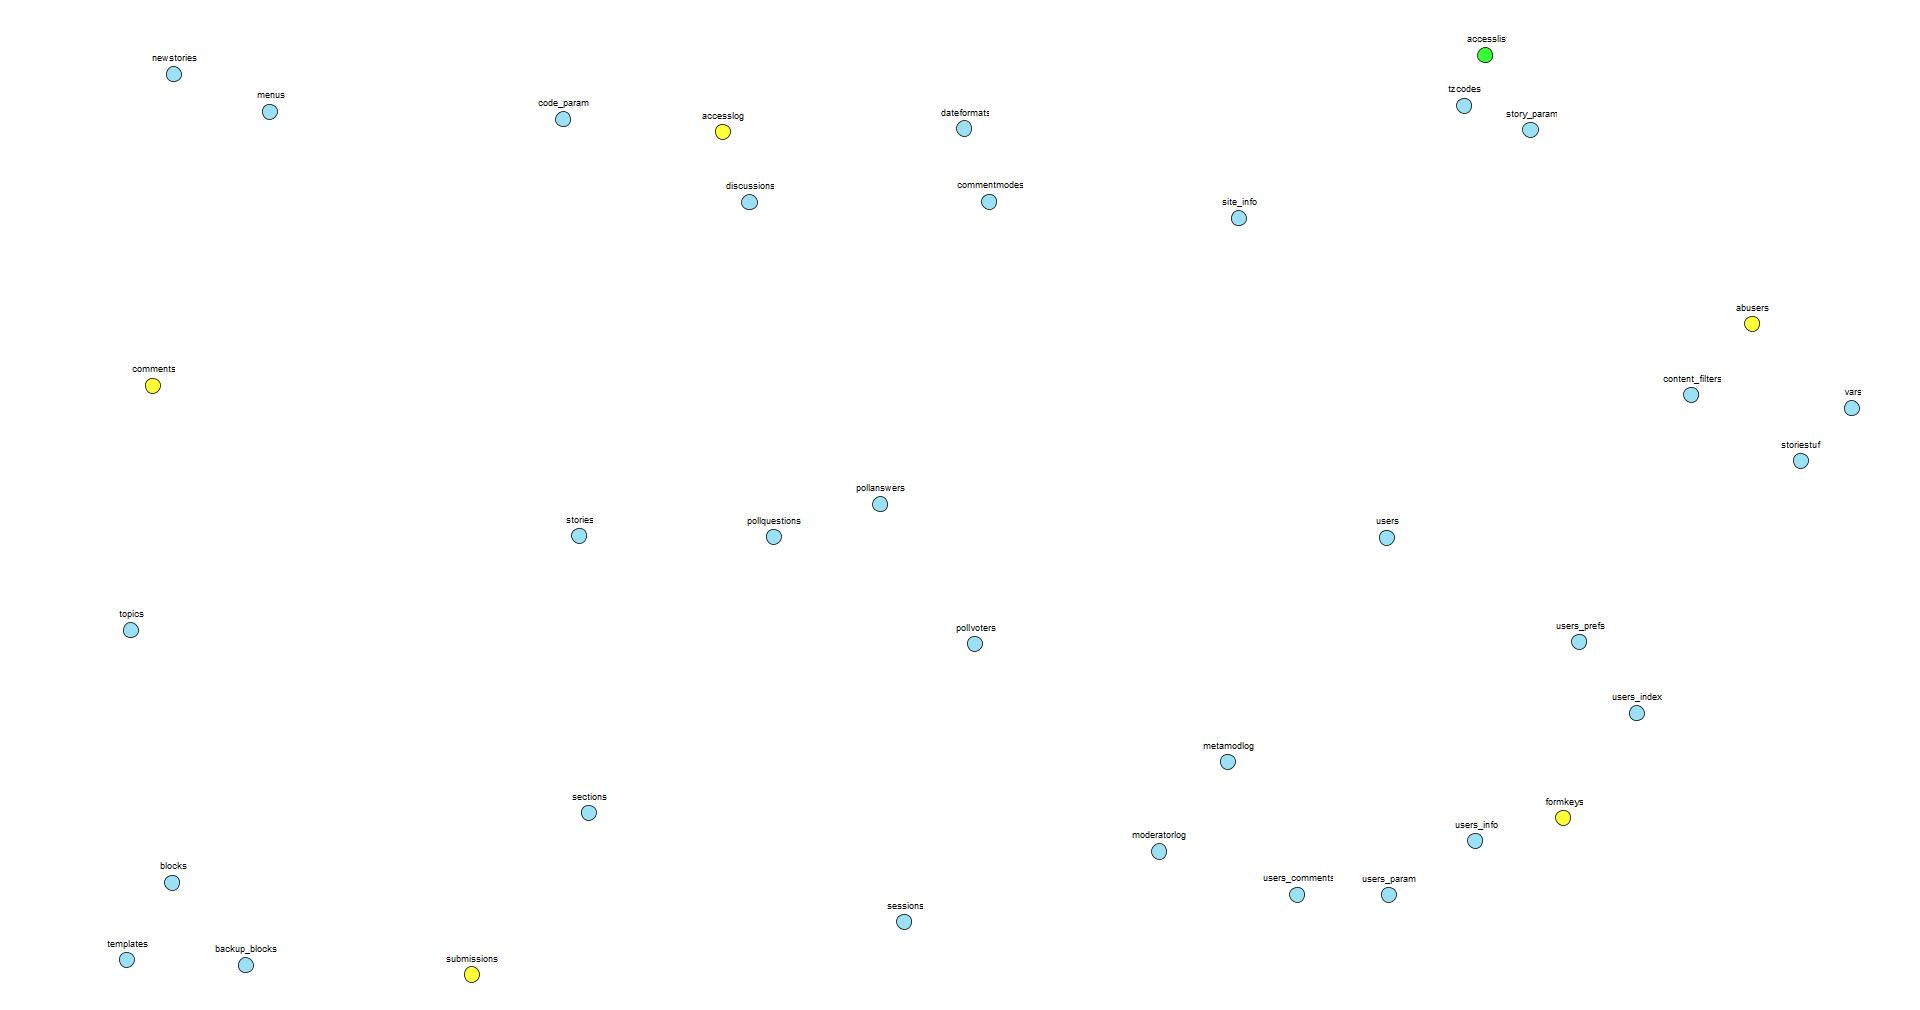 accesslis
newstories
tzcodes
menus
code_param
dateformats
story_param
accesslog
commentmodes
discussions
site_info
abusers
comments
content_filters
vars
storiestuf
pollanswers
stories
pollquestions
users
topics
users_prefs
pollvoters
users_index
metamodlog
sections
formkeys
users_info
moderatorlog
blocks
users_comments
users_param
sessions
templates
backup_blocks
submissions